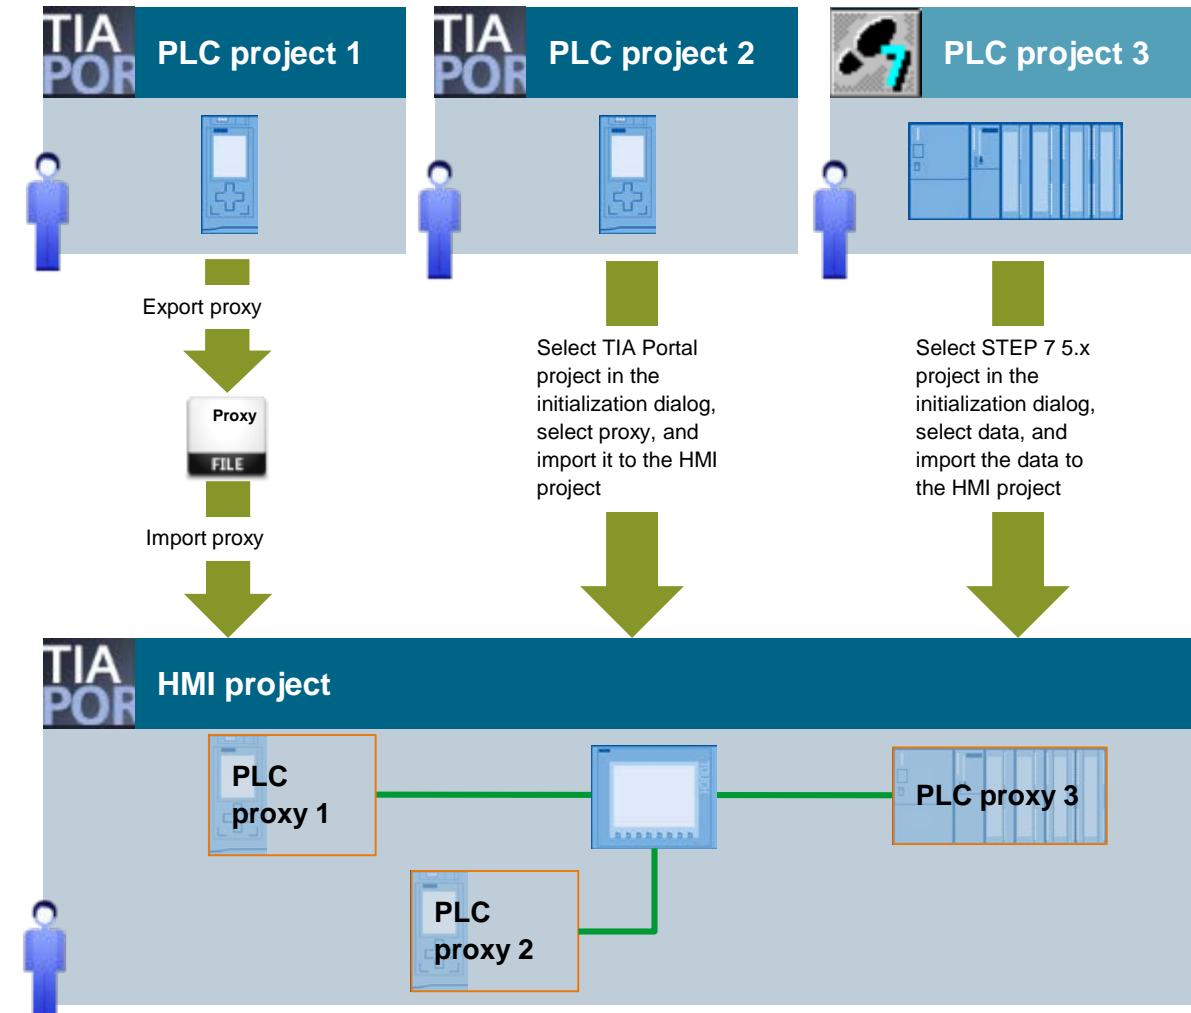 TIA
POR
PLC project 1
TIA
POR
PLC project 2
7
PLC project 3
Export proxy
Proxy
FILE
Import proxy
Select TIA Portal
project in the
initialization dialog,
select proxy, and
import it to the HMI
project
Select STEP 7 5.x
project in the
initialization dialog,
select data, and
import the data to
the HMI project
TIA
POR
HMI project
PLC
proxy 1
PLC proxy 3
PLC
proxy 2